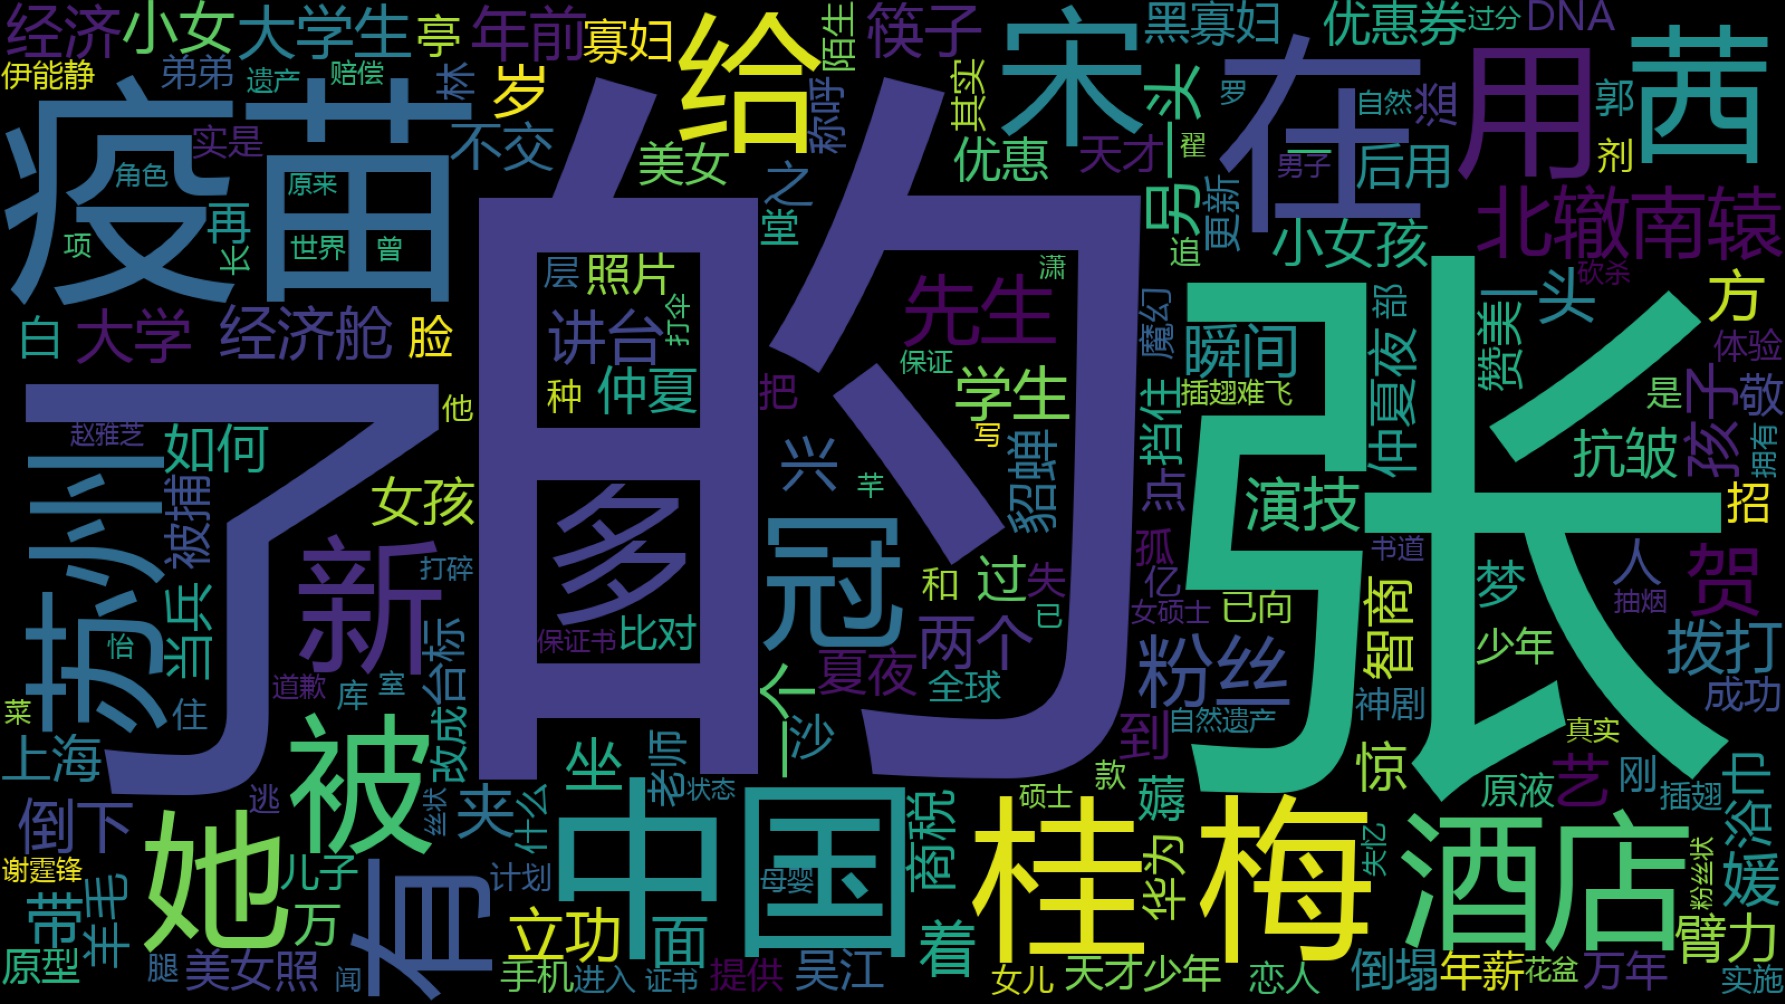 经济
小女
大学生
亭
年前
寡妇
给
陌生
筷子
宋
黑寡妇
优惠券
过分
DNA
伊能静
弟弟
遗产
赔偿
林
岁
称呼
其实
一头
在
罗
自然
溢
郭
茜
疫苗
实是
不交
美女
之
优惠
天才
翟
男子
后用
用
剂
角色
原来
再
的
堂
另
更新
北辙南辕
项
世界
曾
长
追
小女孩
层
照片
潇
砍杀
白
大学
经济舱
脸
讲台
打伞
先生
魔幻
张
瞬间
部
一头
方
体验
保证
仲夏夜
赞美
了
他
种
仲夏
把
学生
挡住
插翅难飞
是
孩子
敬
赵雅芝
如何
写
貂蝉
抗皱
拥有
苏州
被捕
女孩
多
兴
芊
点
演技
招
新
打碎
冠
孤
书道
人
贺
怡
当兵
保证书
比对
和
过
失
亿
女硕士
已向
智商
梦
抽烟
已
两个
少年
拨打
道歉
库
室
改成
台标
一个
夏夜
全球
粉丝
神剧
成功
菜
住
沙
到
自然遗产
真实
上海
被
坐
老师
状态
款
惊
艺
刚
浴巾
倒下
逃
丝状
夹
什么
中国
商税
硕士
薅
原液
插翅
谢霆锋
她
儿子
计划
母婴
桂梅
华为
失忆
酒店
粉丝状
媛
带
羊毛
万
有
立功
面
着
臂力
原型
腿
美女照
闻
手机
进入
证书
提供
吴江
女儿
天才少年
恋人
倒塌
年薪
花盆
万年
实施